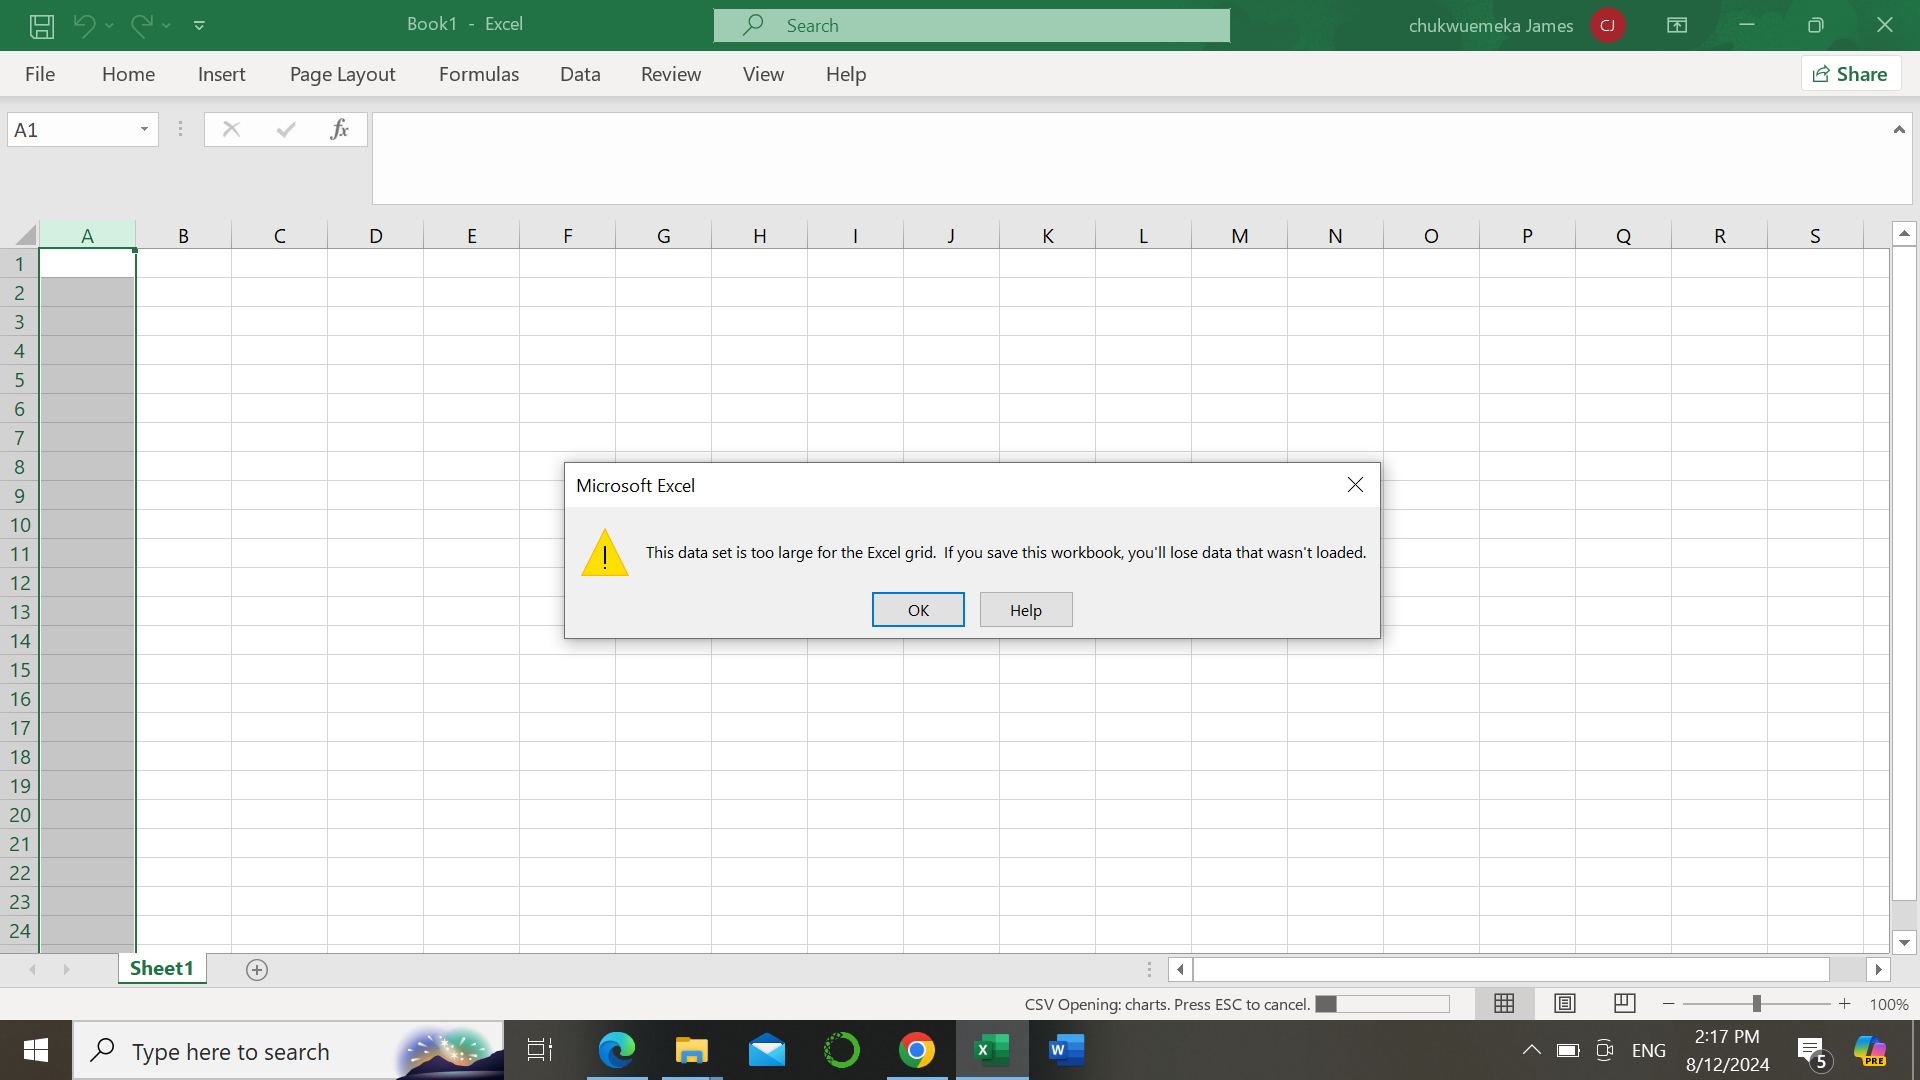 Book1 - Excel
Search
chukwuemeka James
CJ
File Home Insert Page Layout Formulas Data Review View Help
Share
A1
fx
A B C D E F G H I J K L M N O P Q R S
1
2
3
4
5
6
7
8
9
10
11
12
13
14
15
16
17
18
19
20
21
22
23
24
Microsoft Excel
This data set is too large for the Excel grid. If you save this workbook, you'll lose data that wasn't loaded.
OK Help
Sheet1
CSV Opening: charts. Press ESC to cancel.
100%
Type here to search
ENG
2:17 PM
8/12/2024
5
PRE